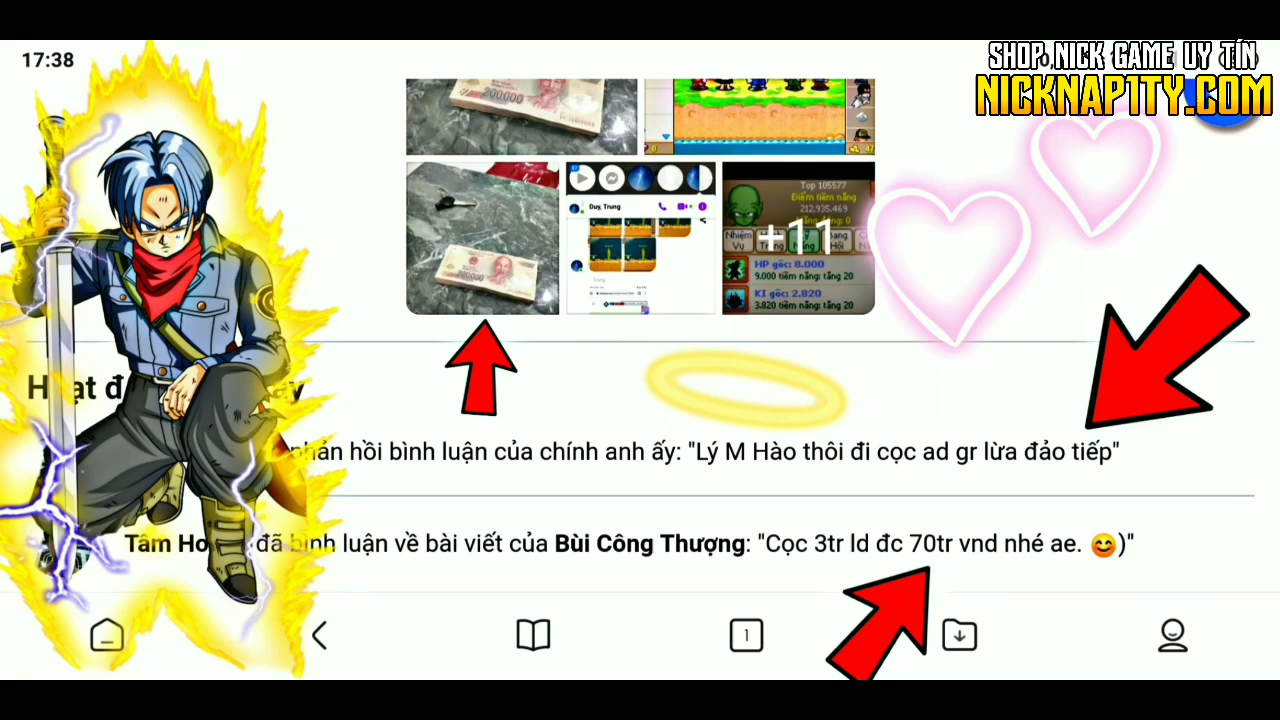 17:38
SHOP NICK GAME UY TÍN
NICKNAP1TY.COM
200000
Duy, Trung
Top 105577
Điểm tiềm năng
212.935.469
+11
Nhiệm
Vụ
HP gốc: 8.000
9.000 tiềm năng: tăng 20
KI gốc: 2.820
3.820 tiềm năng: tăng 20
phản hồi bình luận của chính anh ấy: "Lý M Hào thôi đi cọc ad gr lừa đảo tiếp"
Tâm Ho đã bình luận về bài viết của Bùi Công Thượng: "Cọc 3tr ld đc 70tr vnd nhé ae. 😊)"
1